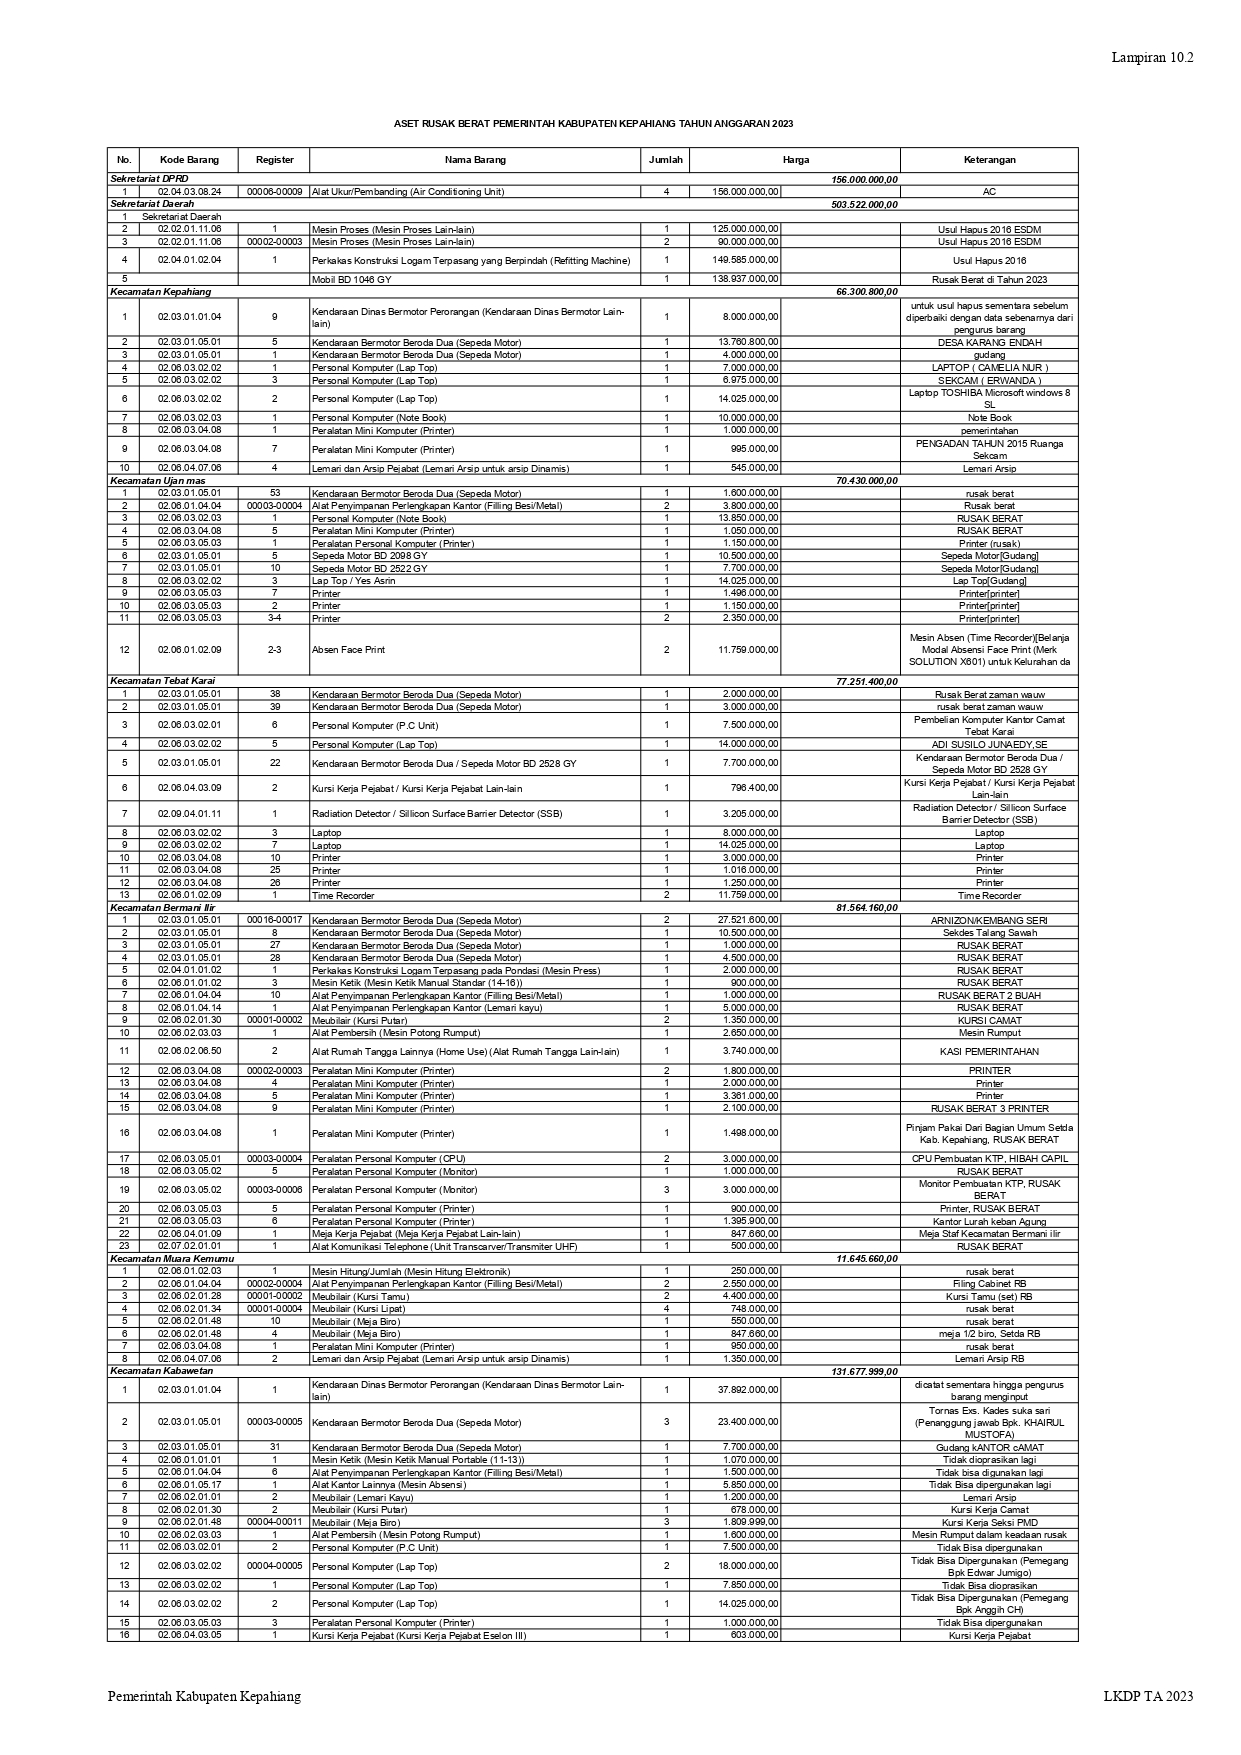 Lampiran 10.2
ASET RUSAK BERAT PEMERINTAH KABUPATEN KEPAHIANG TAHUN ANGGARAN 2023
No. Kode Barang Register Nama Barang Jumlah Harga Keterangan
Sekretariat DPRD 156.000.000,00
1 02.04.03.08.24 00006-00009 Alat Ukur/Pembanding (Air Conditioning Unit) 4 156.000.000,00 AC
Sekretariat Daerah 503.522.000,00
1 Sekretariat Daerah
2 02.02.01.11.06 1 Mesin Proses (Mesin Proses Lain-lain) 1 125.000.000,00 Usul Hapus 2016 ESDM
3 02.02.01.11.06 00002-00003 Mesin Proses (Mesin Proses Lain-lain) 2 90.000.000,00 Usul Hapus 2016 ESDM
4 02.04.01.02.04 1 Perkakas Konstruksi Logam Terpasang yang Berpindah (Refitting Machine) 1 149.585.000,00 Usul Hapus 2016
5 Mobil BD 1046 GY 1 138.937.000,00 Rusak Berat di Tahun 2023
Kecamatan Kepahiang 66.300.800,00
1 02.03.01.01.04 9 Kendaraan Dinas Bermotor Perorangan (Kendaraan Dinas Bermotor Lain-
lain) 1 8.000.000,00 untuk usul hapus sementara sebelum
diperbaiki dengan data sebenarnya dari
pengurus barang
2 02.03.01.05.01 5 Kendaraan Bermotor Beroda Dua (Sepeda Motor) 1 13.760.800,00 DESA KARANG ENDAH
3 02.03.01.05.01 1 Kendaraan Bermotor Beroda Dua (Sepeda Motor) 1 4.000.000,00 gudang
4 02.06.03.02.02 1 Personal Komputer (Lap Top) 1 7.000.000,00 LAPTOP ( CAMELIA NUR )
5 02.06.03.02.02 3 Personal Komputer (Lap Top) 1 6.975.000,00 SEKCAM ( ERWANDA )
6 02.06.03.02.02 2 Personal Komputer (Lap Top) 1 14.025.000,00 Laptop TOSHIBA Microsoft windows 8
SL
7 02.06.03.02.03 1 Personal Komputer (Note Book) 1 10.000.000,00 Note Book
8 02.06.03.04.08 1 Peralatan Mini Komputer (Printer) 1 1.000.000,00 pemerintahan
9 02.06.03.04.08 7 Peralatan Mini Komputer (Printer) 1 995.000,00 PENGADAN TAHUN 2015 Ruanga
Sekcam
10 02.06.04.07.06 4 Lemari dan Arsip Pejabat (Lemari Arsip untuk arsip Dinamis) 1 545.000,00 Lemari Arsip
Kecamatan Ujan mas 70.430.000,00
1 02.03.01.05.01 53 Kendaraan Bermotor Beroda Dua (Sepeda Motor) 1 1.600.000,00 rusak berat
2 02.06.01.04.04 00003-00004 Alat Penyimpanan Perlengkapan Kantor (Filling Besi/Metal) 2 3.800.000,00 Rusak berat
3 02.06.03.02.03 1 Personal Komputer (Note Book) 1 13.850.000,00 RUSAK BERAT
4 02.06.03.04.08 5 Peralatan Mini Komputer (Printer) 1 1.050.000,00 RUSAK BERAT
5 02.06.03.05.03 1 Peralatan Personal Komputer (Printer) 1 1.150.000,00 Printer (rusak)
6 02.03.01.05.01 5 Sepeda Motor BD 2098 GY 1 10.500.000,00 Sepeda Motor[Gudang]
7 02.03.01.05.01 10 Sepeda Motor BD 2522 GY 1 7.700.000,00 Sepeda Motor[Gudang]
8 02.06.03.02.02 3 Lap Top / Yes Asrin 1 14.025.000,00 Lap Top[Gudang]
9 02.06.03.05.03 7 Printer 1 1.496.000,00 Printer[printer]
10 02.06.03.05.03 2 Printer 1 1.150.000,00 Printer[printer]
11 02.06.03.05.03 3-4 Printer 2 2.350.000,00 Printer[printer]
12 02.06.01.02.09 2-3 Absen Face Print 2 11.759.000,00 Mesin Absen (Time Recorder)[Belanja
Modal Absensi Face Print (Merk
SOLUTION X601) untuk Kelurahan da
Kecamatan Tebat Karai 77.251.400,00
1 02.03.01.05.01 38 Kendaraan Bermotor Beroda Dua (Sepeda Motor) 1 2.000.000,00 Rusak Berat zaman wauw
2 02.03.01.05.01 39 Kendaraan Bermotor Beroda Dua (Sepeda Motor) 1 3.000.000,00 rusak berat zaman wauw
3 02.06.03.02.01 6 Personal Komputer (P.C Unit) 1 7.500.000,00 Pembelian Komputer Kantor Camat
Tebat Karai
4 02.06.03.02.02 5 Personal Komputer (Lap Top) 1 14.000.000,00 ADI SUSILO JUNAEDY,SE
5 02.03.01.05.01 22 Kendaraan Bermotor Beroda Dua / Sepeda Motor BD 2528 GY 1 7.700.000,00 Kendaraan Bermotor Beroda Dua /
Sepeda Motor BD 2528 GY
6 02.06.04.03.09 2 Kursi Kerja Pejabat / Kursi Kerja Pejabat Lain-lain 1 796.400,00 Kursi Kerja Pejabat / Kursi Kerja Pejabat
Lain-lain
7 02.09.04.01.11 1 Radiation Detector / Sillicon Surface Barrier Detector (SSB) 1 3.205.000,00 Radiation Detector / Sillicon Surface
Barrier Detector (SSB)
8 02.06.03.02.02 3 Laptop 1 8.000.000,00 Laptop
9 02.06.03.02.02 7 Laptop 1 14.025.000,00 Laptop
10 02.06.03.04.08 10 Printer 1 3.000.000,00 Printer
11 02.06.03.04.08 25 Printer 1 1.016.000,00 Printer
12 02.06.03.04.08 26 Printer 1 1.250.000,00 Printer
13 02.06.01.02.09 1 Time Recorder 2 11.759.000,00 Time Recorder
Kecamatan Bermani Ilir 81.564.160,00
1 02.03.01.05.01 00016-00017 Kendaraan Bermotor Beroda Dua (Sepeda Motor) 2 27.521.600,00 ARNIZON/KEMBANG SERI
2 02.03.01.05.01 8 Kendaraan Bermotor Beroda Dua (Sepeda Motor) 1 10.500.000,00 Sekdes Talang Sawah
3 02.03.01.05.01 27 Kendaraan Bermotor Beroda Dua (Sepeda Motor) 1 1.000.000,00 RUSAK BERAT
4 02.03.01.05.01 28 Kendaraan Bermotor Beroda Dua (Sepeda Motor) 1 4.500.000,00 RUSAK BERAT
5 02.04.01.01.02 1 Perkakas Konstruksi Logam Terpasang pada Pondasi (Mesin Press) 1 2.000.000,00 RUSAK BERAT
6 02.06.01.01.02 3 Mesin Ketik (Mesin Ketik Manual Standar (14-16)) 1 900.000,00 RUSAK BERAT
7 02.06.01.04.04 10 Alat Penyimpanan Perlengkapan Kantor (Filling Besi/Metal) 1 1.000.000,00 RUSAK BERAT 2 BUAH
8 02.06.01.04.14 1 Alat Penyimpanan Perlengkapan Kantor (Lemari kayu) 1 5.000.000,00 RUSAK BERAT
9 02.06.02.01.30 00001-00002 Meubilair (Kursi Putar) 2 1.350.000,00 KURSI CAMAT
10 02.06.02.03.03 1 Alat Pembersih (Mesin Potong Rumput) 1 2.650.000,00 Mesin Rumput
11 02.06.02.06.50 2 Alat Rumah Tangga Lainnya (Home Use) (Alat Rumah Tangga Lain-lain) 1 3.740.000,00 KASI PEMERINTAHAN
12 02.06.03.04.08 00002-00003 Peralatan Mini Komputer (Printer) 2 1.800.000,00 PRINTER
13 02.06.03.04.08 4 Peralatan Mini Komputer (Printer) 1 2.000.000,00 Printer
14 02.06.03.04.08 5 Peralatan Mini Komputer (Printer) 1 3.361.000,00 Printer
15 02.06.03.04.08 9 Peralatan Mini Komputer (Printer) 1 2.100.000,00 RUSAK BERAT 3 PRINTER
16 02.06.03.04.08 1 Peralatan Mini Komputer (Printer) 1 1.498.000,00 Pinjam Pakai Dari Bagian Umum Setda
Kab. Kepahiang, RUSAK BERAT
17 02.06.03.05.01 00003-00004 Peralatan Personal Komputer (CPU) 2 3.000.000,00 CPU Pembuatan KTP, HIBAH CAPIL
18 02.06.03.05.02 5 Peralatan Personal Komputer (Monitor) 1 1.000.000,00 RUSAK BERAT
19 02.06.03.05.02 00003-00006 Peralatan Personal Komputer (Monitor) 3 3.000.000,00 Monitor Pembuatan KTP, RUSAK
BERAT
20 02.06.03.05.03 5 Peralatan Personal Komputer (Printer) 1 900.000,00 Printer, RUSAK BERAT
21 02.06.03.05.03 6 Peralatan Personal Komputer (Printer) 1 1.395.900,00 Kantor Lurah keban Agung
22 02.06.04.01.09 1 Meja Kerja Pejabat (Meja Kerja Pejabat Lain-lain) 1 847.660,00 Meja Staf Kecamatan Bermani ilir
23 02.07.02.01.01 1 Alat Komunikasi Telephone (Unit Transcarver/Transmiter UHF) 1 500.000,00 RUSAK BERAT
Kecamatan Muara Kemumu 11.645.660,00
1 02.06.01.02.03 1 Mesin Hitung/Jumlah (Mesin Hitung Elektronik) 1 250.000,00 rusak berat
2 02.06.01.04.04 00002-00004 Alat Penyimpanan Perlengkapan Kantor (Filling Besi/Metal) 2 2.550.000,00 Filing Cabinet RB
3 02.06.02.01.28 00001-00002 Meubilair (Kursi Tamu) 2 4.400.000,00 Kursi Tamu (set) RB
4 02.06.02.01.34 00001-00004 Meubilair (Kursi Lipat) 4 748.000,00 rusak berat
5 02.06.02.01.48 10 Meubilair (Meja Biro) 1 550.000,00 rusak berat
6 02.06.02.01.48 4 Meubilair (Meja Biro) 1 847.660,00 meja 1/2 biro, Setda RB
7 02.06.03.04.08 1 Peralatan Mini Komputer (Printer) 1 950.000,00 rusak berat
8 02.06.04.07.06 2 Lemari dan Arsip Pejabat (Lemari Arsip untuk arsip Dinamis) 1 1.350.000,00 Lemari Arsip RB
Kecamatan Kabawetan 131.677.999,00
1 02.03.01.01.04 1 Kendaraan Dinas Bermotor Perorangan (Kendaraan Dinas Bermotor Lain-
lain) 1 37.892.000,00 dicatat sementara hingga pengurus
barang menginput
2 02.03.01.05.01 00003-00005 Kendaraan Bermotor Beroda Dua (Sepeda Motor) 3 23.400.000,00 Tornas Exs. Kades suka sari
(Penanggung jawab Bpk. KHAIRUL
MUSTOFA)
3 02.03.01.05.01 31 Kendaraan Bermotor Beroda Dua (Sepeda Motor) 1 7.700.000,00 Gudang kANTOR cAMAT
4 02.06.01.01.01 1 Mesin Ketik (Mesin Ketik Manual Portable (11-13)) 1 1.070.000,00 Tidak dioprasikan lagi
5 02.06.01.04.04 6 Alat Penyimpanan Perlengkapan Kantor (Filling Besi/Metal) 1 1.500.000,00 Tidak bisa digunakan lagi
6 02.06.01.05.17 1 Alat Kantor Lainnya (Mesin Absensi) 1 5.850.000,00 Tidak Bisa dipergunakan lagi
7 02.06.02.01.01 2 Meubilair (Lemari Kayu) 1 1.200.000,00 Lemari Arsip
8 02.06.02.01.30 2 Meubilair (Kursi Putar) 1 678.000,00 Kursi Kerja Camat
9 02.06.02.01.48 00004-00011 Meubilair (Meja Biro) 3 1.809.999,00 Kursi Kerja Seksi PMD
10 02.06.02.03.03 1 Alat Pembersih (Mesin Potong Rumput) 1 1.600.000,00 Mesin Rumput dalam keadaan rusak
11 02.06.03.02.01 2 Personal Komputer (P.C Unit) 1 7.500.000,00 Tidak Bisa dipergunakan
12 02.06.03.02.02 00004-00005 Personal Komputer (Lap Top) 2 18.000.000,00 Tidak Bisa Dipergunakan (Pemegang
Bpk Edwar Jumigo)
13 02.06.03.02.02 1 Personal Komputer (Lap Top) 1 7.850.000,00 Tidak Bisa dioprasikan
14 02.06.03.02.02 2 Personal Komputer (Lap Top) 1 14.025.000,00 Tidak Bisa Dipergunakan (Pemegang
Bpk Anggih CH)
15 02.06.03.05.03 3 Peralatan Personal Komputer (Printer) 1 1.000.000,00 Tidak Bisa dipergunakan
16 02.06.04.03.05 1 Kursi Kerja Pejabat (Kursi Kerja Pejabat Eselon III) 1 603.000,00 Kursi Kerja Pejabat
Pemerintah Kabupaten Kepahiang LKDP TA 2023